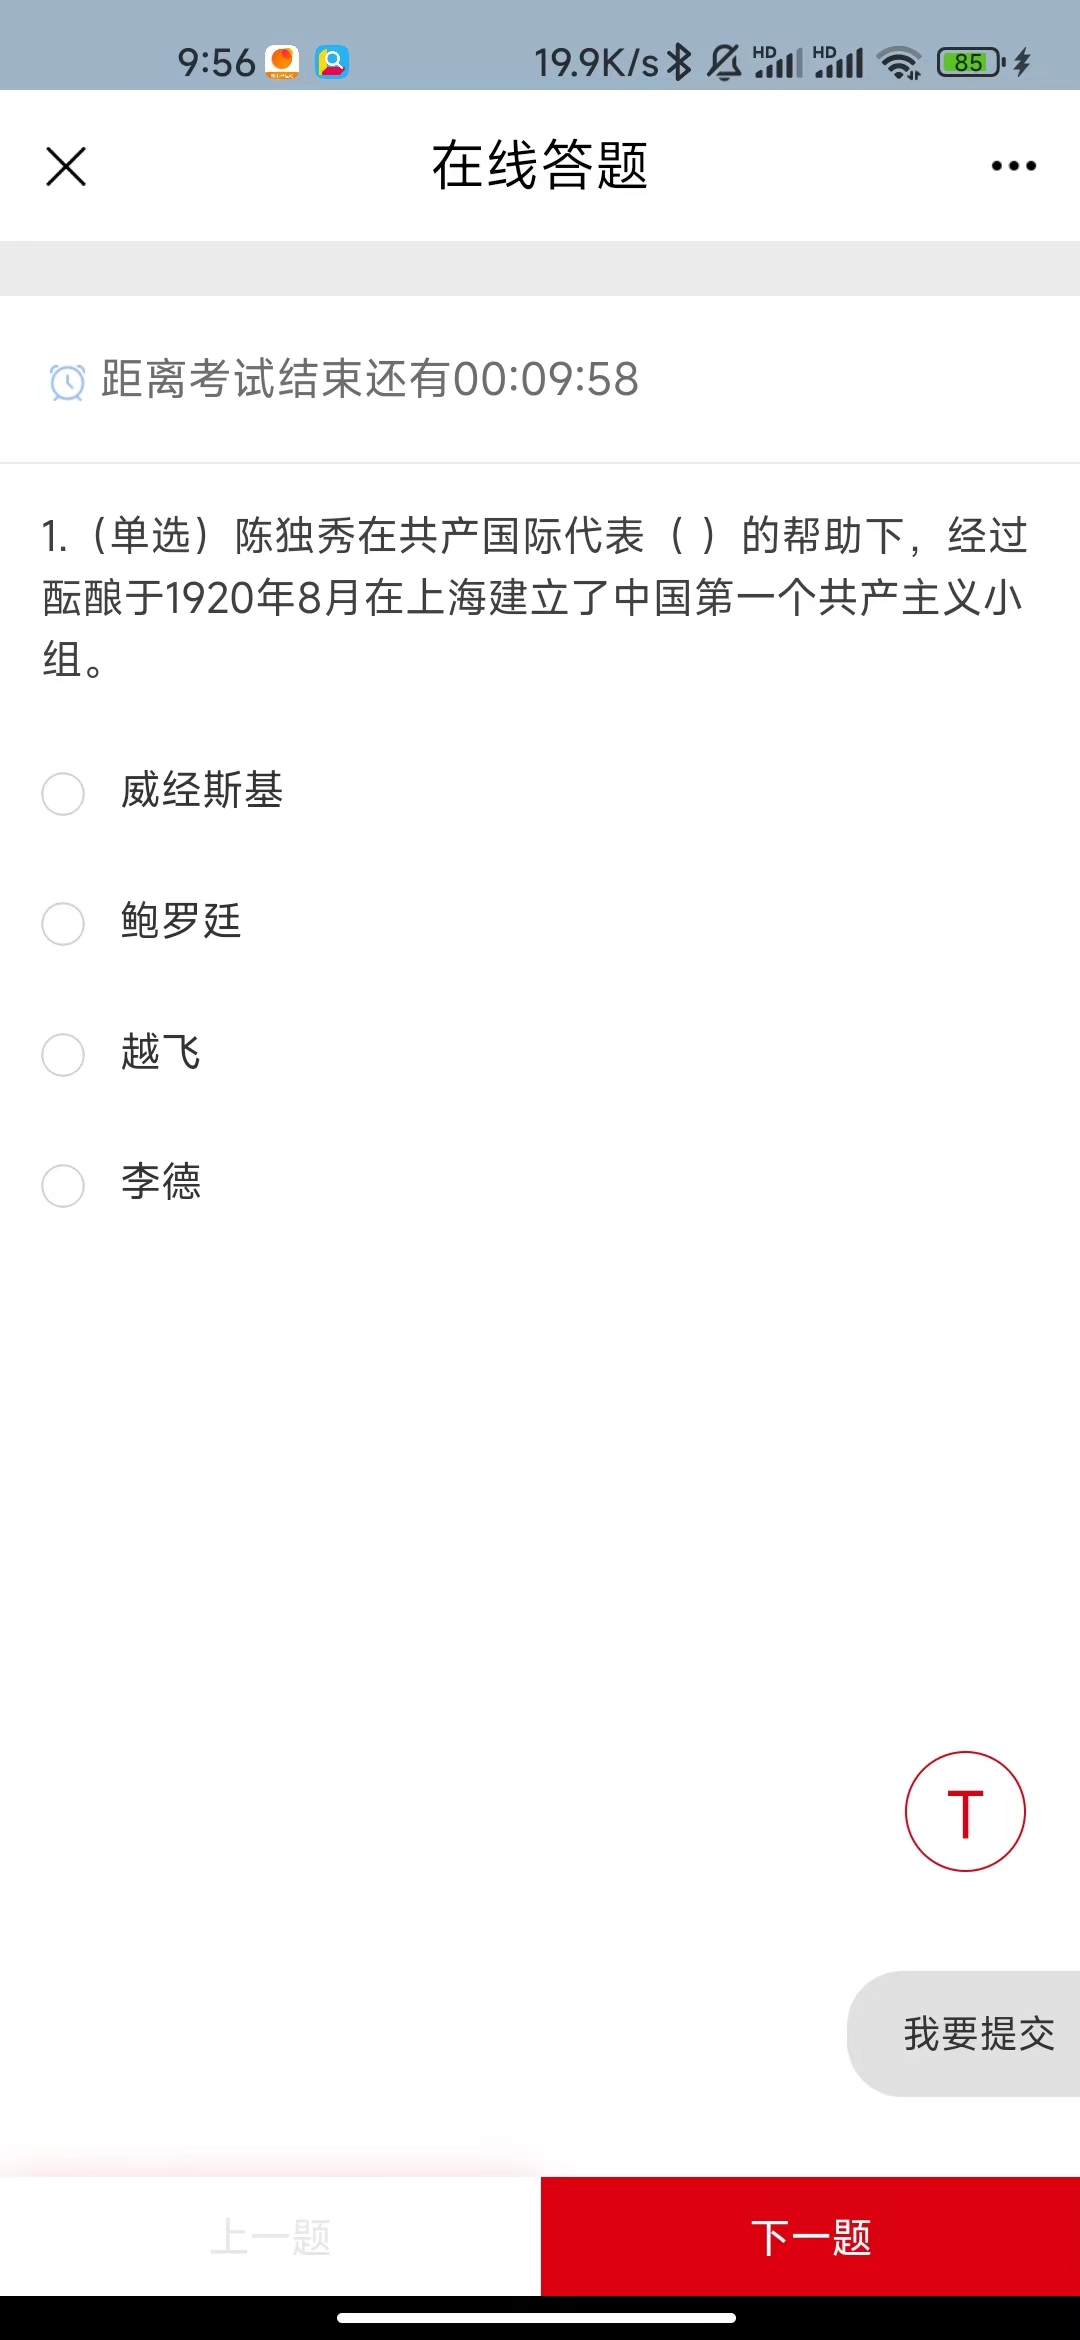 9:56 19.9K/s HD HD 85
在线答题
距离考试结束还有00:09:58
1.（单选）陈独秀在共产国际代表（ ）的帮助下，经过
酝酿于1920年8月在上海建立了中国第一个共产主义小
组。
威经斯基
鲍罗廷
越飞
李德
T
我要提交
上一题 下一题